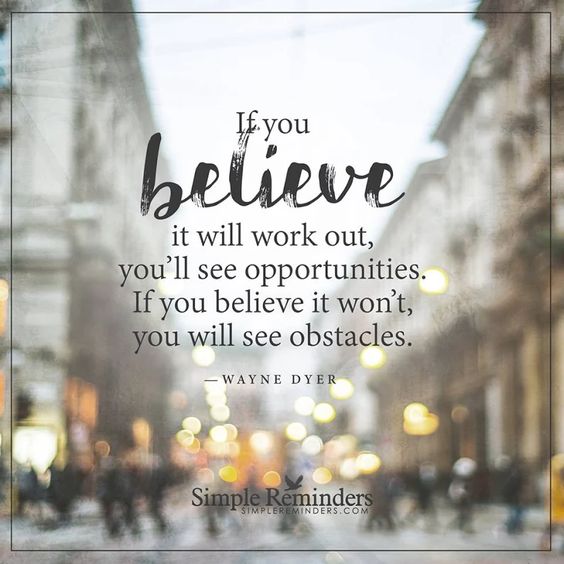 If you
believe
it will work out,
you’ll see opportunities.
If you believe it won’t,
you will see obstacles.
—WAYNE DYER
Simple Reminders
SIMPLEREMINDERS.COM